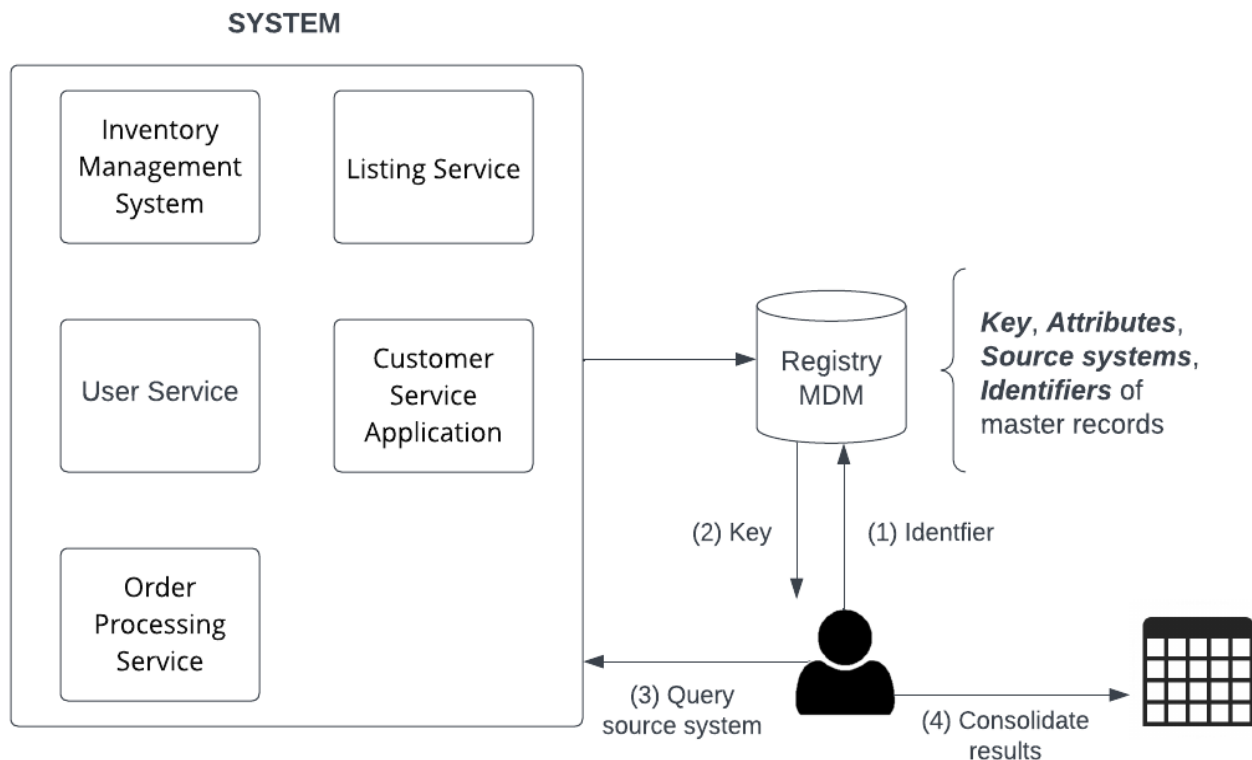 SYSTEM
Inventory
Management
System
Listing Service
User Service
Customer
Service
Application
Order
Processing
Service
Registry
MDM
Key, Attributes,
Source systems,
Identifiers of
master records
(2) Key
(1) Identfier
(3) Query
source system
(4) Consolidate
results